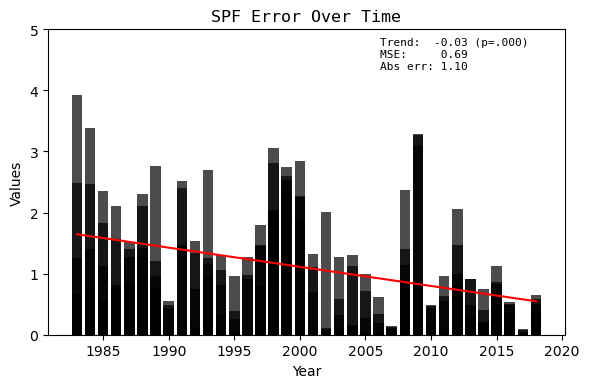 SPF Error Over Time
Trend:  -0.03 (p=.000)
MSE:     0.69
Abs err: 1.10
Values
5
4
3
2
1
0
1985 1990 1995 2000 2005 2010 2015 2020
Year